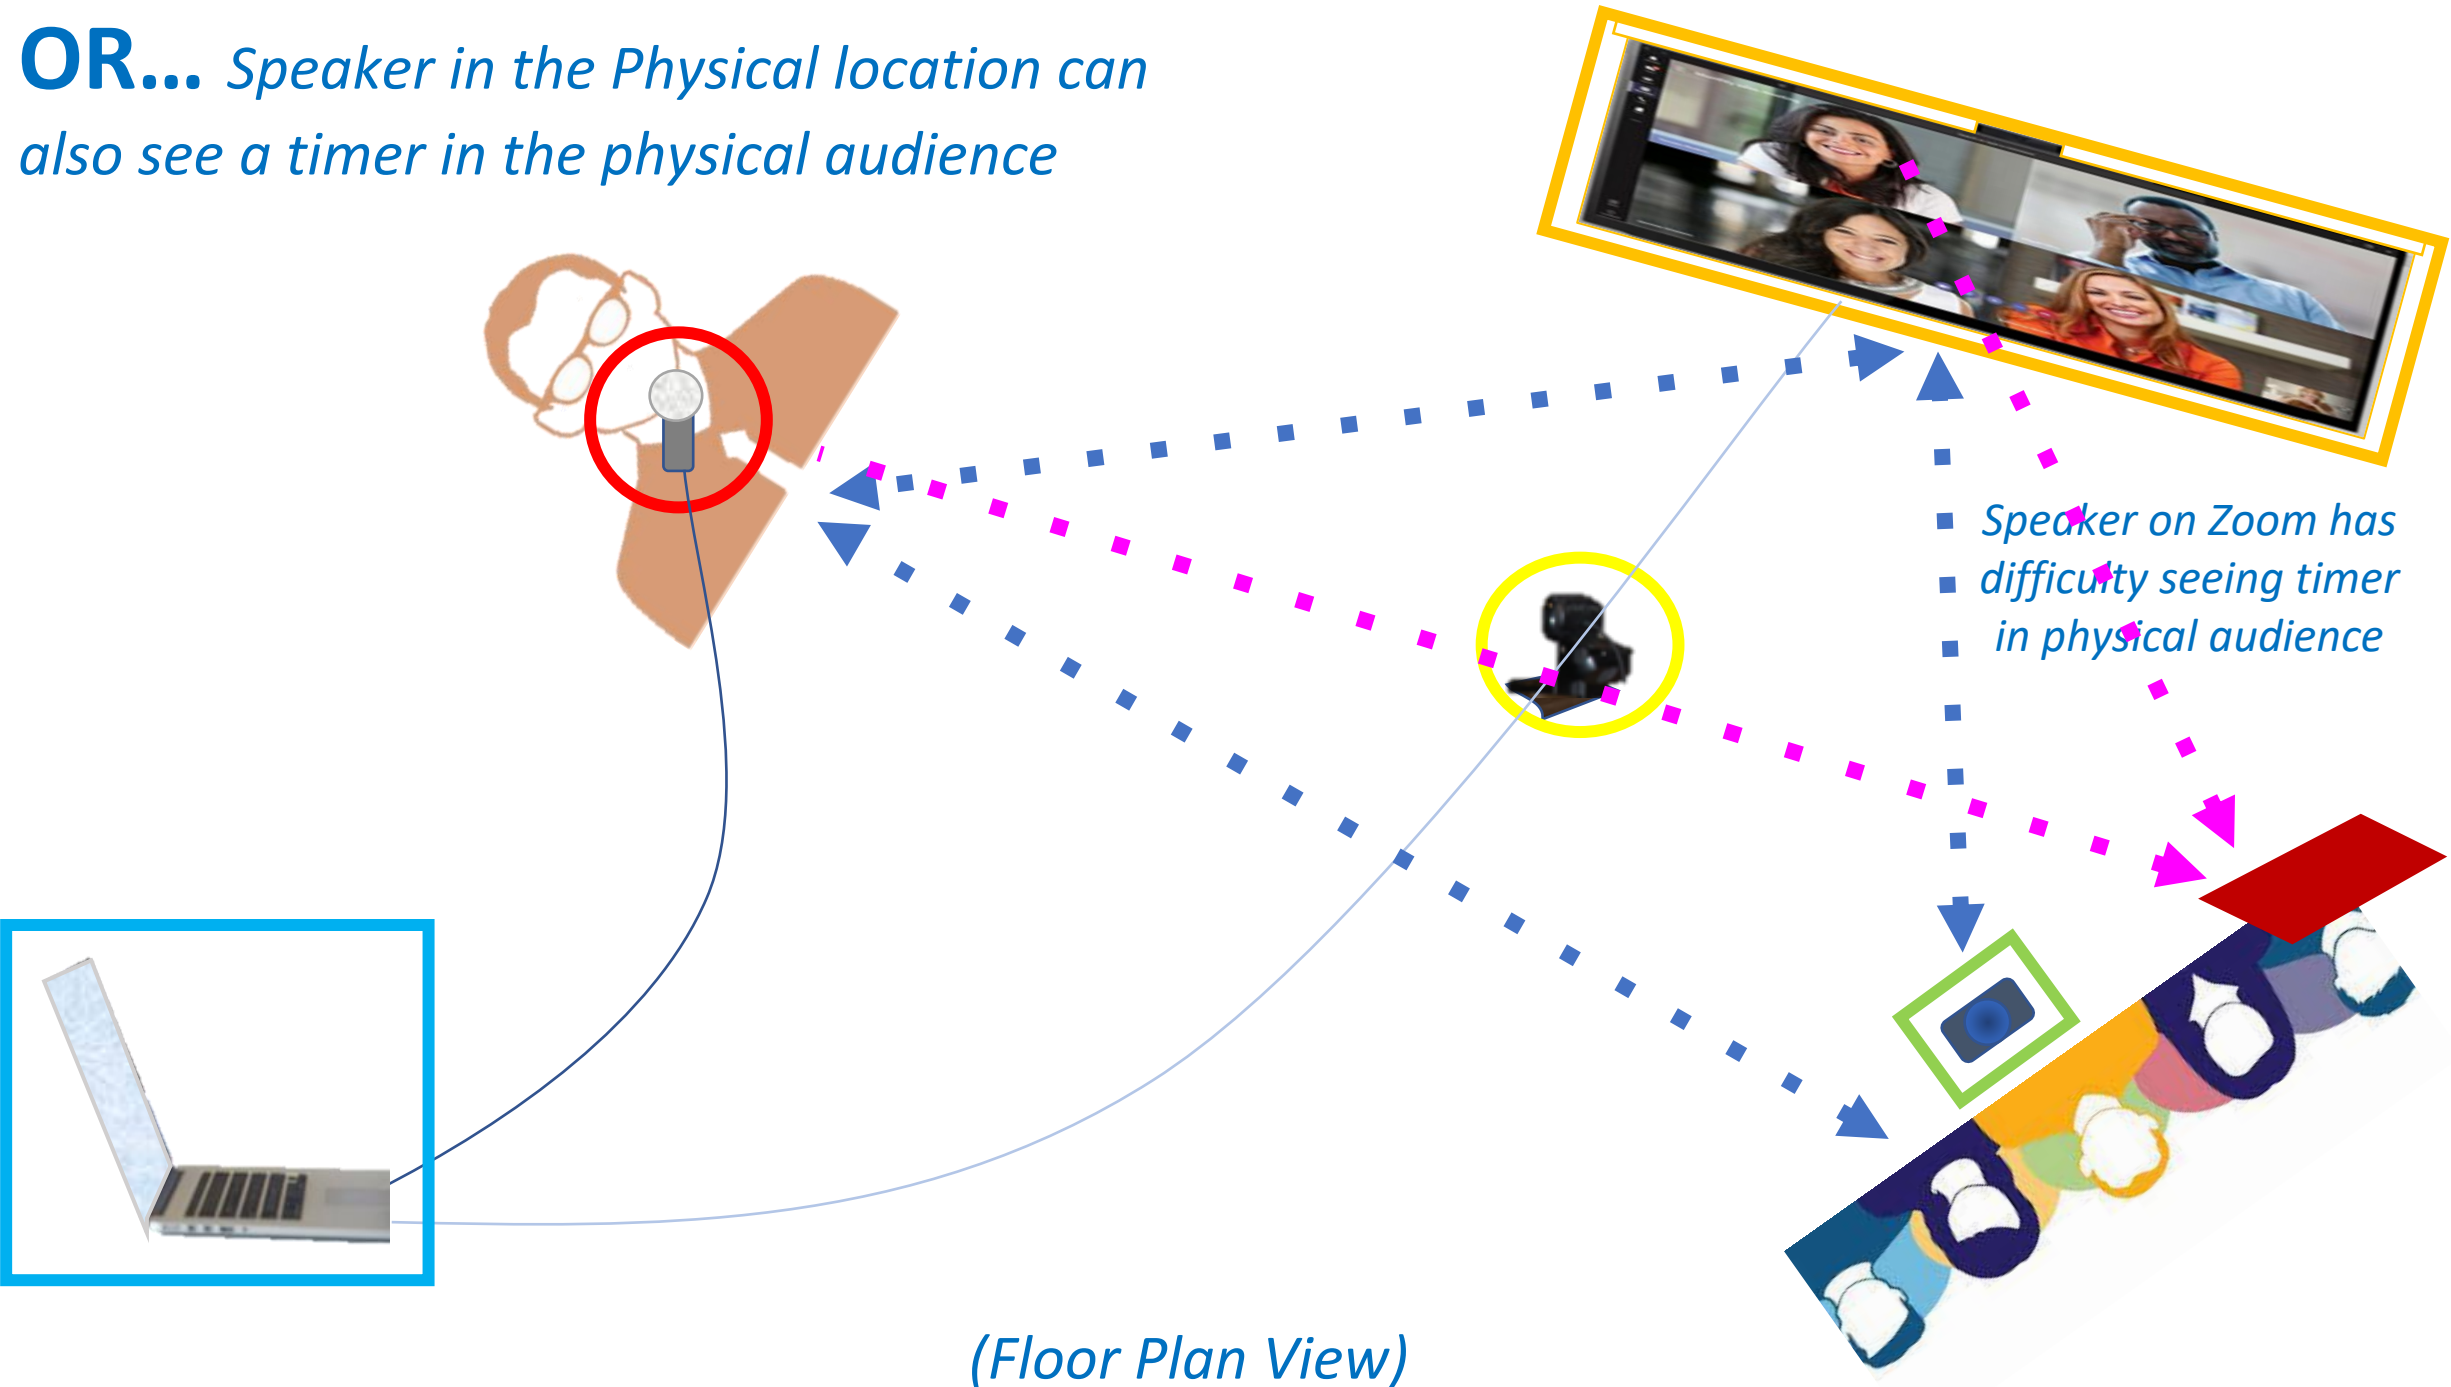 OR... Speaker in the Physical location can
also see a timer in the physical audience
Speaker on Zoom has
difficulty seeing timer
in physical audience
(Floor Plan View)